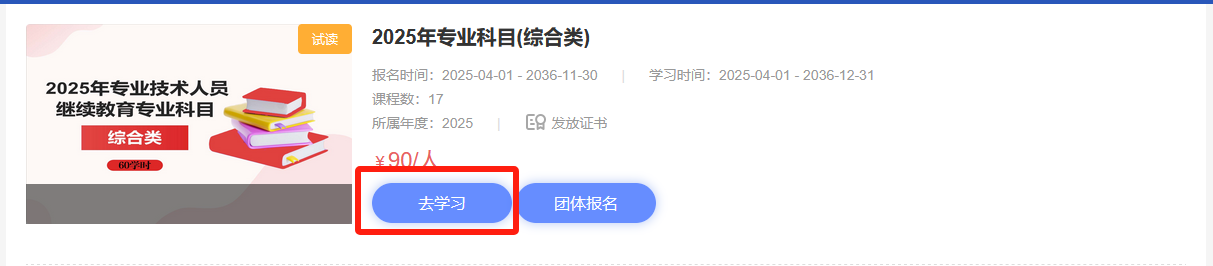 试读
2025年专业技术人员
继续教育专业科目
综合类
60学时
2025年专业科目(综合类)
报名时间：2025-04-01 - 2036-11-30 | 学习时间：2025-04-01 - 2036-12-31
课程数：17
所属年度：2025 | 发放证书
¥90/人
去学习 团体报名